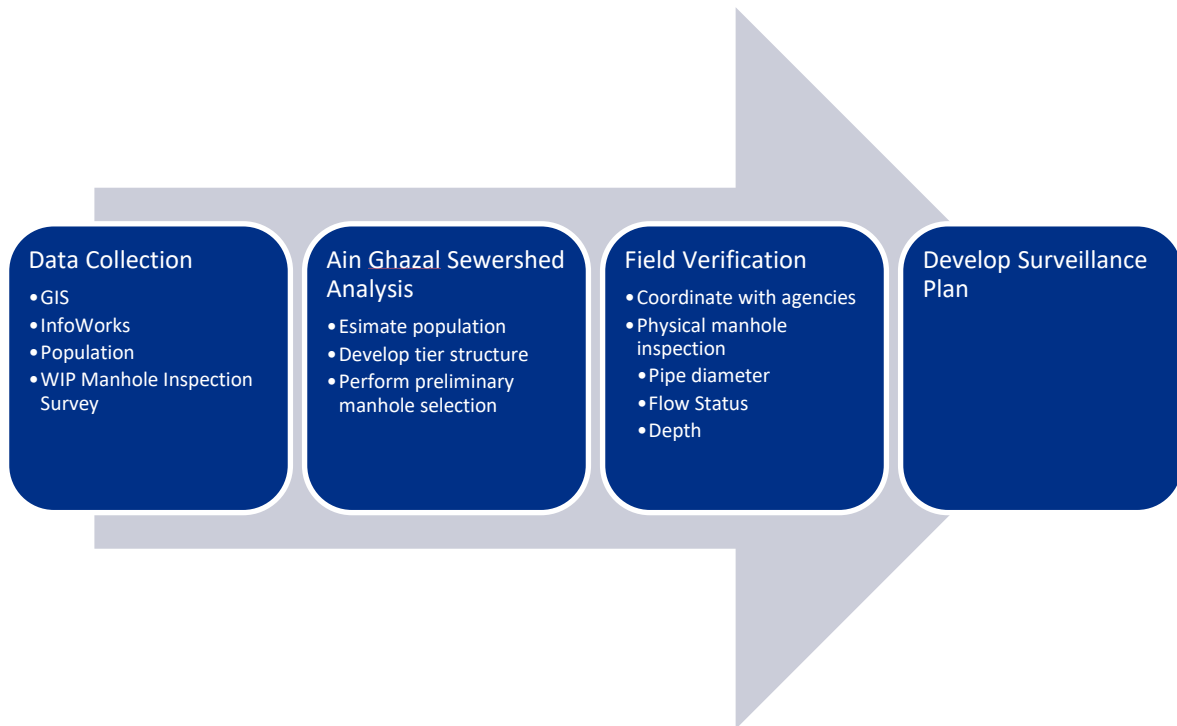 Data Collection
•GIS
•InfoWorks
•Population
•WIP Manhole Inspection
Survey
Ain Ghazal Sewershed
Analysis
•Esimate population
•Develop tier structure
•Perform preliminary
manhole selection
Field Verification
•Coordinate with agencies
•Physical manhole
inspection
•Pipe diameter
•Flow Status
•Depth
Develop Surveillance
Plan